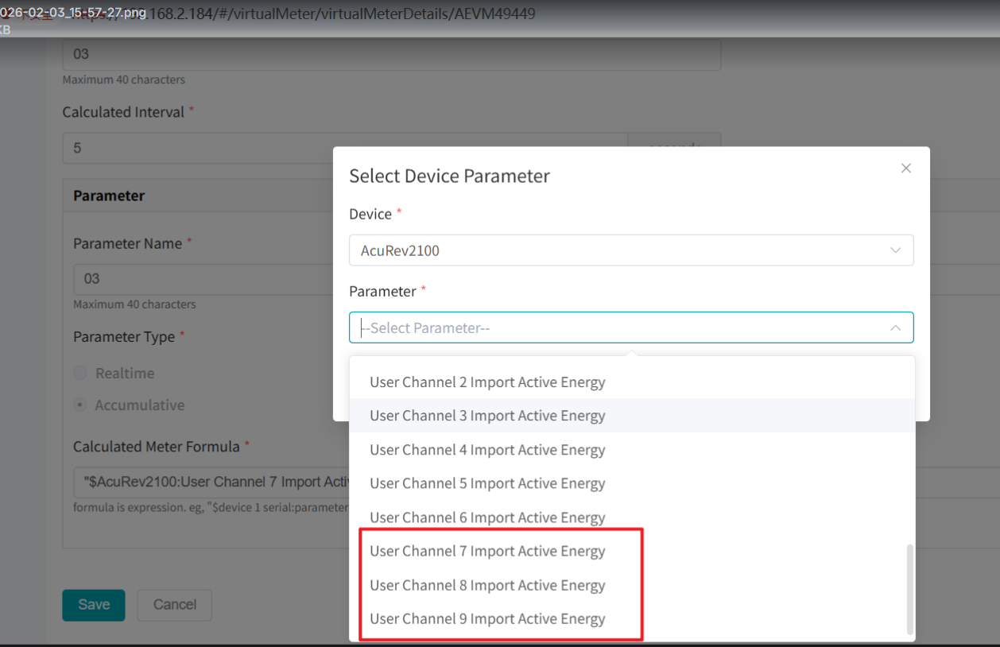 026-02-03_15-57-27.png
168.2.184/#/virtualMeter/virtualMeterDetails/AEVM49449
KB
03
Maximum 40 characters
Calculated Interval *
5
Select Device Parameter
Parameter
Device *
Parameter Name *
AcuRev2100
03
Parameter *
Maximum 40 characters
--Select Parameter--
Parameter Type *
Realtime
User Channel 2 Import Active Energy
Accumulative
User Channel 3 Import Active Energy
Calculated Meter Formula *
User Channel 4 Import Active Energy
"$AcuRev2100:User Channel 7 Import Acti
User Channel 5 Import Active Energy
formula is expression. eg, "$device 1 serial:parameter
User Channel 6 Import Active Energy
User Channel 7 Import Active Energy
User Channel 8 Import Active Energy
Save
Cancel
User Channel 9 Import Active Energy